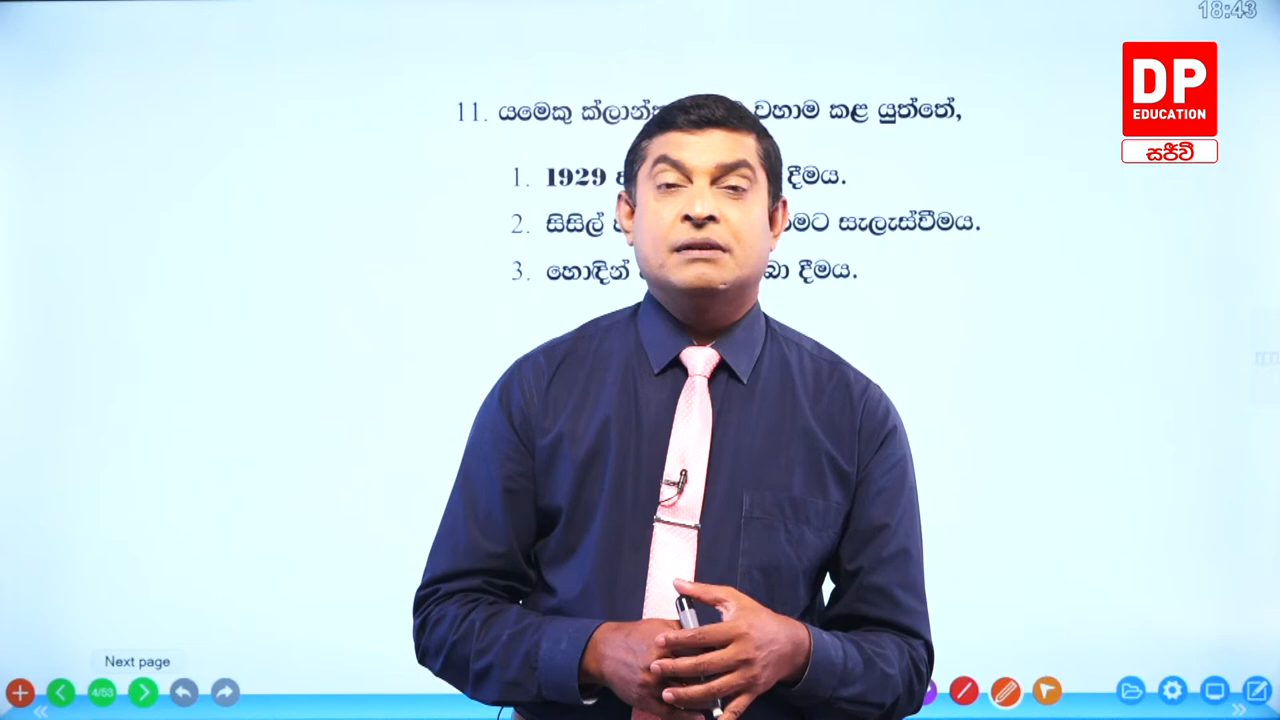 18:43
DP
EDUCATION
සජීවී
11. යමෙකු වහාම කළ යුත්තේ,
1. 1929 දීමය.
2. සිසිල් සැලැස්වීමය.
3. හොඳින් දීමය.
Next page
4/53